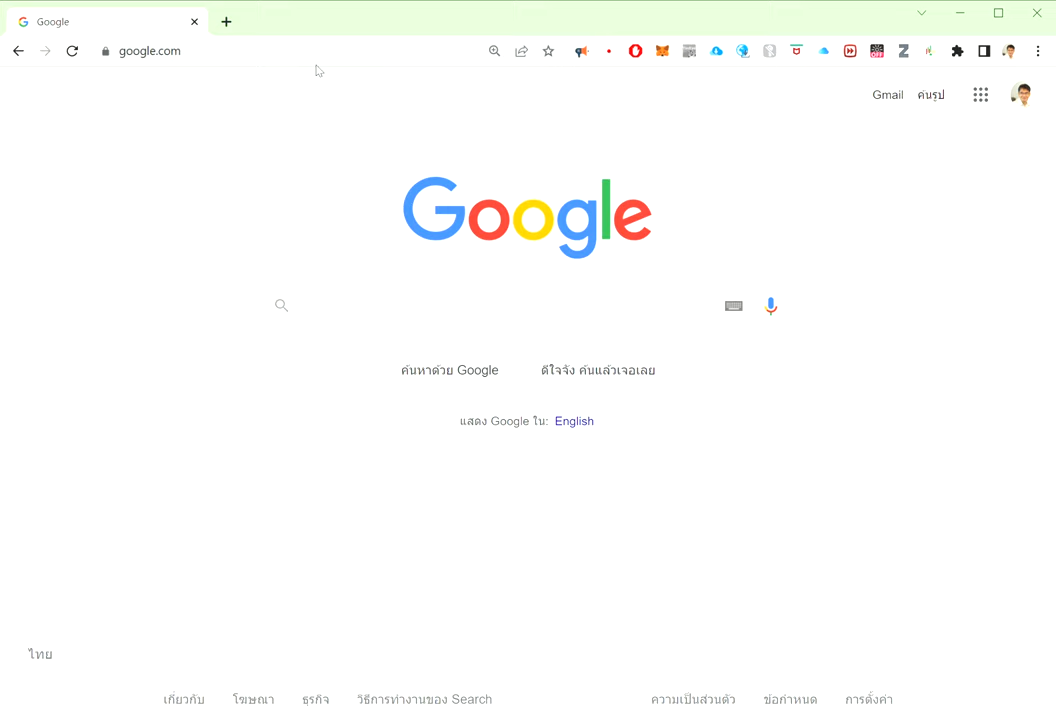 Google
google.com
Gmail ค้นรูป
Google
ค้นหาด้วย Google ดีใจจัง ค้นแล้วเจอเลย
แสดง Google ใน: English
ไทย
เกี่ยวกับ โฆษณา ธุรกิจ วิธีการทำงานของ Search ความเป็นส่วนตัว ข้อกำหนด การตั้งค่า